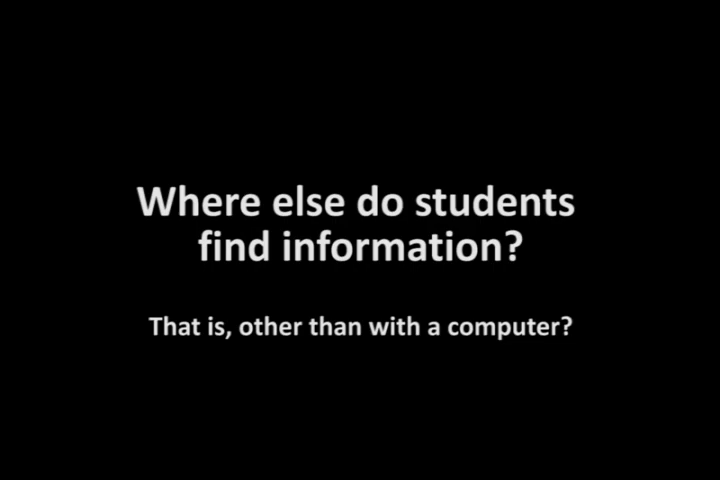 Where else do students
find information?
That is, other than with a computer?